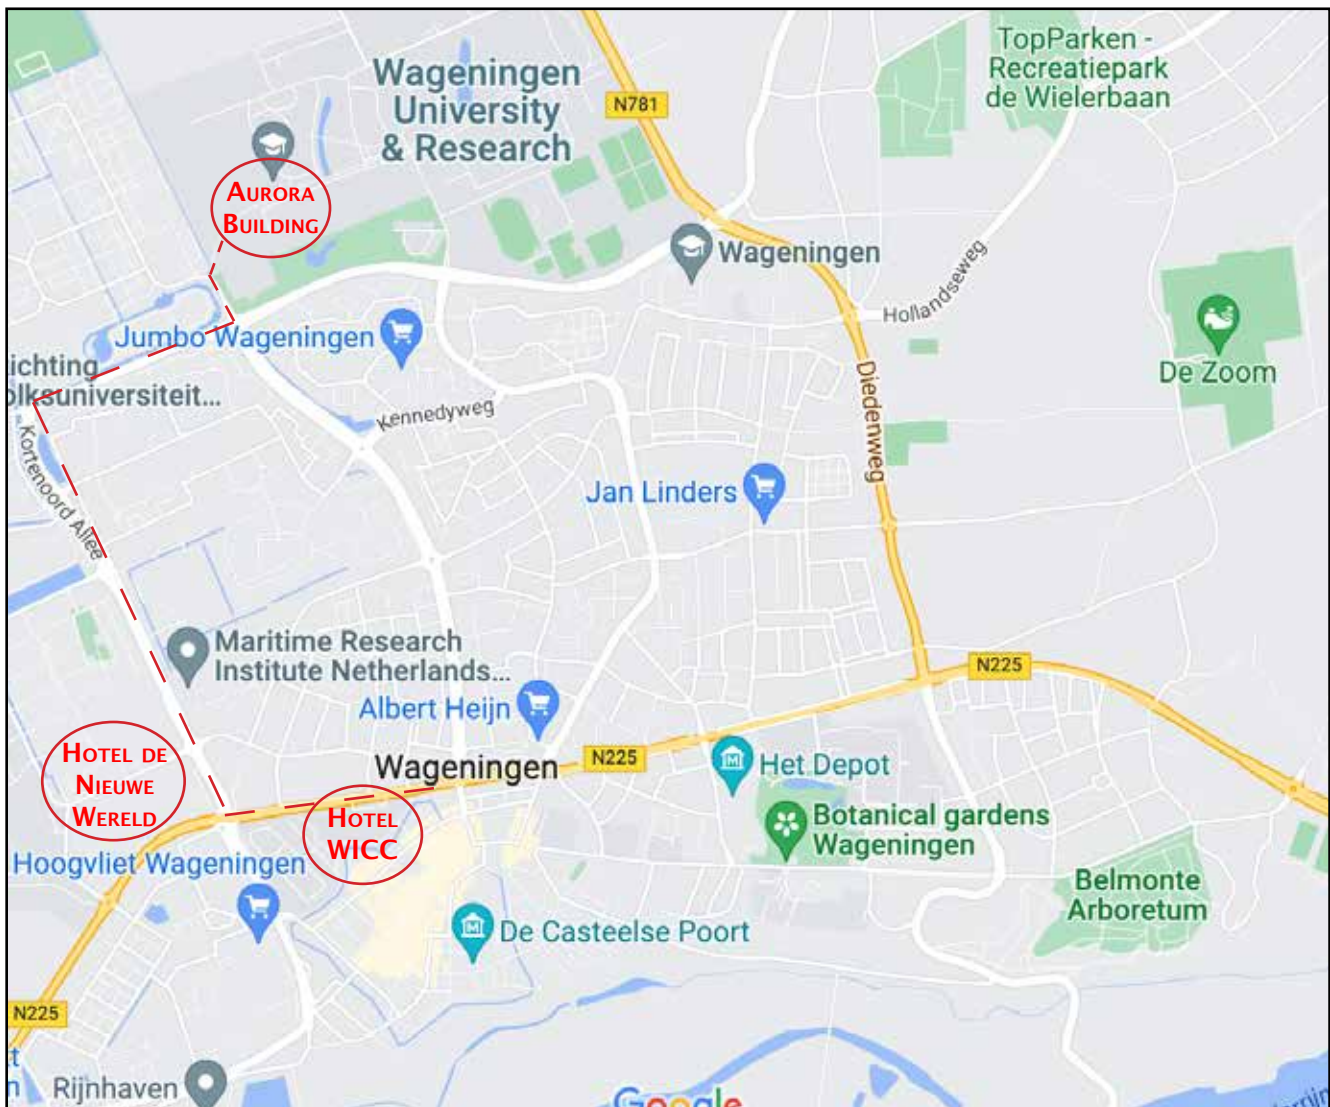 TopParken -
Recreatiepark
de Wielerbaan
Wageningen
University
& Research
N781
AURORA
BUILDING
Wageningen
Hollandseweg
Jumbo Wageningen
De Zoom
ichting
olksuniversiteit...
Kennedyweg
Diedenweg
Kortenoord Allee
Jan Linders
Maritime Research
Institute Netherlands...
N225
Albert Heijn
HOTEL DE
NIEUWE
WERELD
Wageningen
N225
Het Depot
HOTEL
WICC
Botanical gardens
Wageningen
Hoogvliet Wageningen
Belmonte
Arboretum
De Casteelse Poort
N225
t
n
Rijnhaven
Google